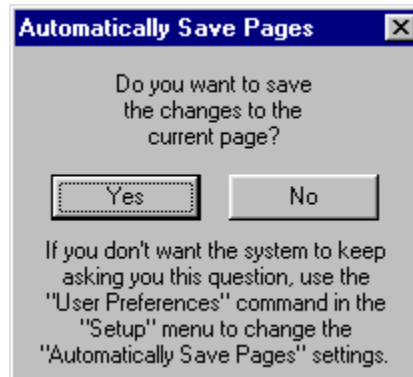 Automatically Save Pages
Do you want to save
the changes to the
current page?
Yes
No
If you don't want the system to keep
asking you this question, use the
"User Preferences" command in the
"Setup" menu to change the
"Automatically Save Pages" settings.